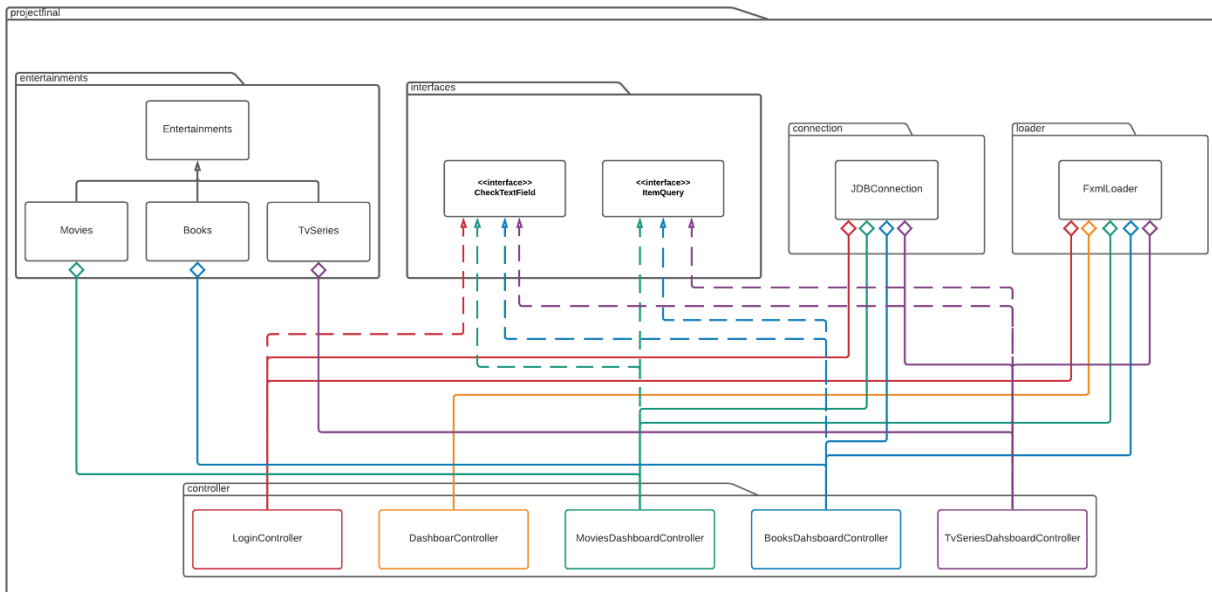 projectfinal
entertainments
Entertainments
Movies
Books
TvSeries
interfaces
<<interface>>
CheckTextField
<<interface>>
ItemQuery
connection
JDBConnection
loader
FxmlLoader
controller
LoginController
DashboarController
MoviesDashboardController
BooksDahsboardController
TvSeriesDahsboardController